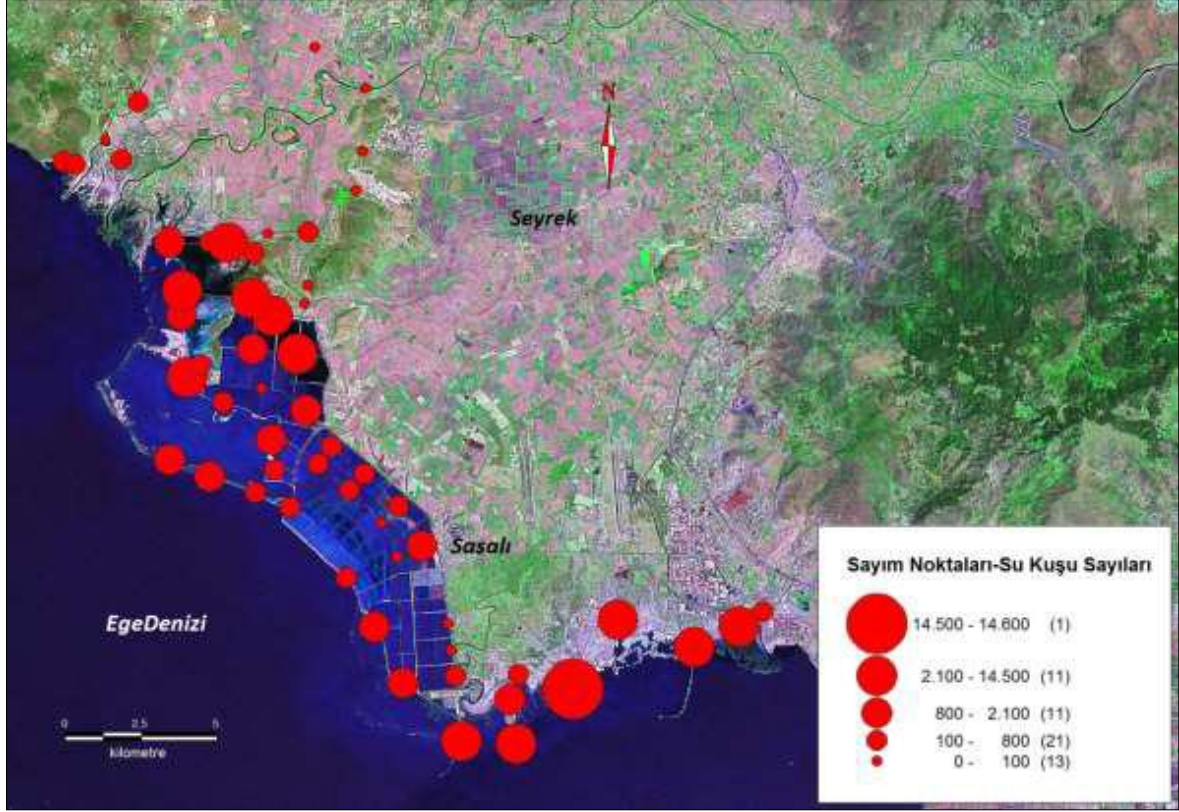 N
Seyrek
Sasalı
EgeDenizi
0 2,5 5
kilometre
Sayım Noktaları-Su Kuşu Sayıları
14.500 - 14.600 (1)
2.100 - 14.500 (11)
800 - 2.100 (11)
100 - 800 (21)
0 - 100 (13)